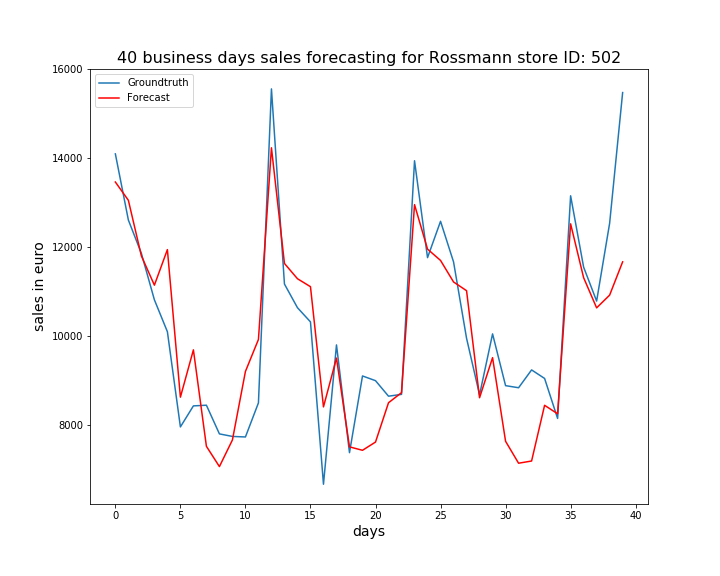 40 business days sales forecasting for Rossmann store ID: 502
Groundtruth
Forecast
sales in euro
16000
14000
12000
10000
8000
0 5 10 15 20 25 30 35 40
days